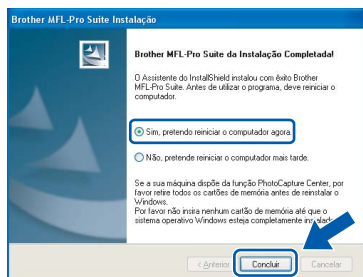 Brother MFL-Pro Suite Instalação
Brother MFL-Pro Suite da Instalação Completada!
O Assistente do InstallShield instalou com êxito Brother
MFL-Pro Suite. Antes de utilizar o programa, deve reiniciar o
computador.
Sim, pretendo reiniciar o computador agora.
Não, pretende reiniciar o computador mais tarde.
Se a sua máquina dispõe da função PhotoCapture Center, por
favor retire todos os cartões de memória antes de reinstalar o
Windows.
Por favor não insira nenhum cartão de memória até que o
sistema operativo Windows esteja completamente
< Anterior
Concluir
Cancelar